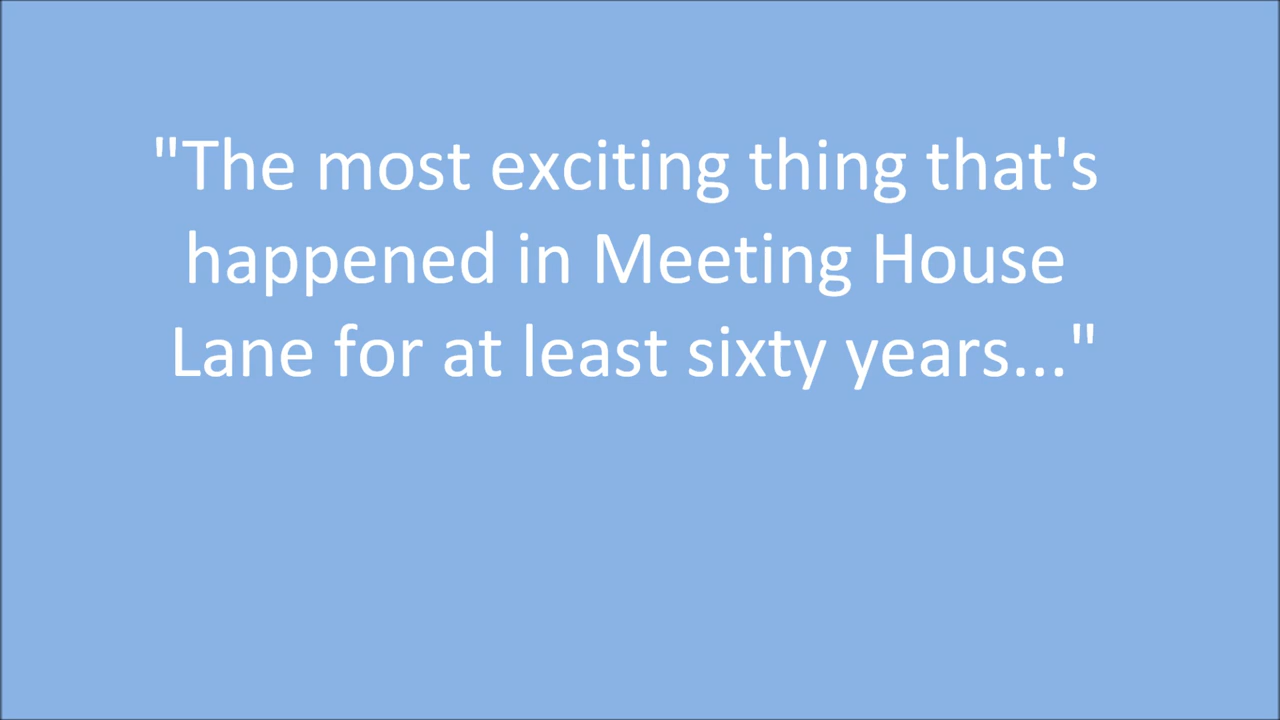 "The most exciting thing that's
happened in Meeting House
Lane for at least sixty years..."